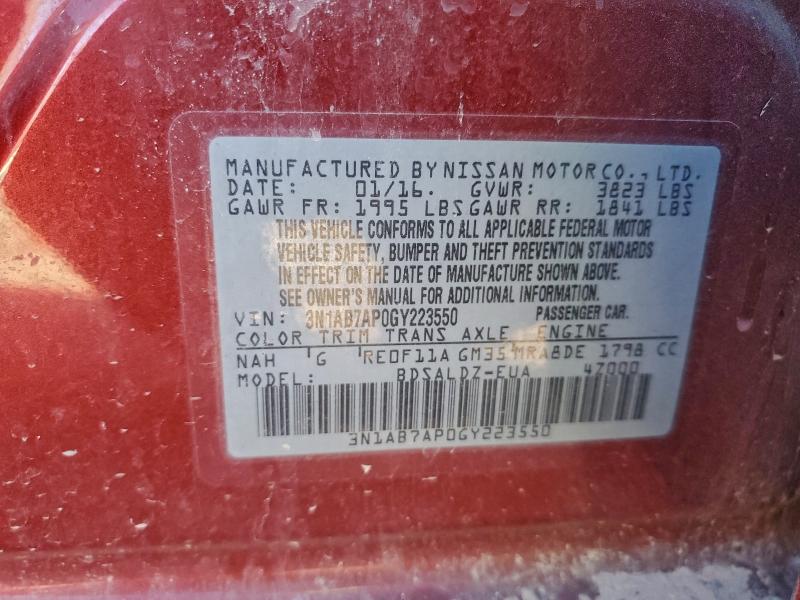 MANUFACTURED BY NISSAN MOTOR CO., LTD.
DATE: 01/16. GVWR: 3823 LBS
GAWR FR: 1995 LBS GAWR RR: 1841 LBS
THIS VEHICLE CONFORMS TO ALL APPLICABLE FEDERAL MOTOR
VEHICLE SAFETY, BUMPER AND THEFT PREVENTION STANDARDS
IN EFFECT ON THE DATE OF MANUFACTURE SHOWN ABOVE.
SEE OWNER'S MANUAL FOR ADDITIONAL INFORMATION.
VIN: 3N1AB7AP0GY223550 PASSENGER CAR.
COLOR TRIM TRANS AXLE ENGINE
NAH G RE0F11A GM35 MRA8DE 1798 CC
MODEL: BDSALDZ-EUA 4Z000
3N1AB7AP0GY223550